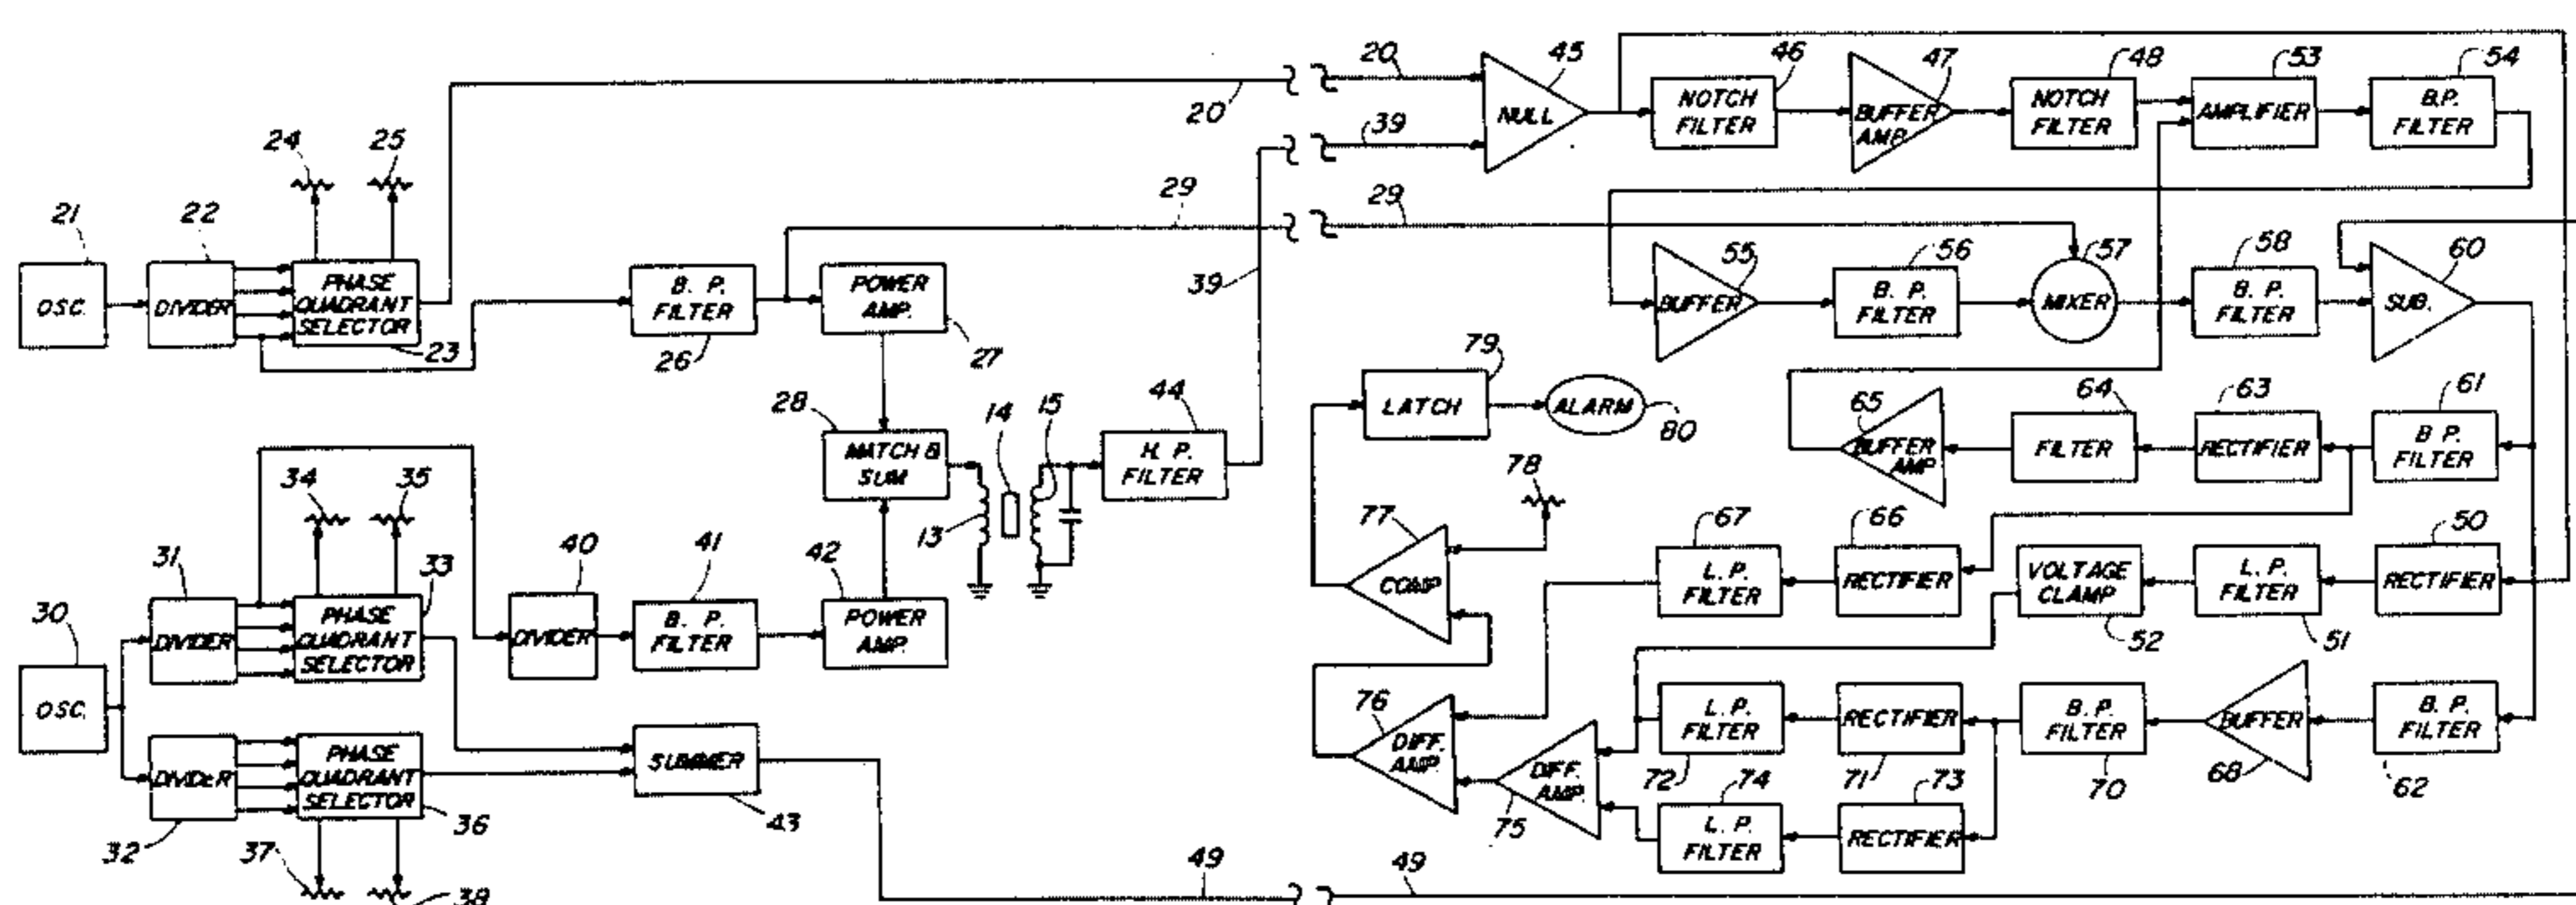 20
45
46
47
48
53
54
NULL
NOTCH
FILTER
BUFFER
AMP.
NOTCH
FILTER
AMPLIFIER
B.P.
FILTER
20
39
24
25
29
29
21
22
OSC.
DIVIDER
PHASE
QUADRANT
SELECTOR
23
B. P.
FILTER
26
POWER
AMP.
27
39
55
BUFFER
56
B. P.
FILTER
57
MIXER
58
B. P.
FILTER
60
SUB.
28
MATCH &
SUM
13
14
15
44
H. P.
FILTER
79
LATCH
ALARM
80
65
BUFFER
AMP
64
FILTER
63
RECTIFIER
61
B P.
FILTER
78
34
35
30
OSC.
31
DIVIDER
PHASE
QUADRANT
SELECTOR
33
40
DIVIDER
41
B. P.
FILTER
42
POWER
AMP.
77
COMP.
67
L. P.
FILTER
66
RECTIFIER
VOLTAGE
CLAMP
52
L. P.
FILTER
51
50
RECTIFIER
DIVIDER
32
PHASE
QUADRANT
SELECTOR
36
37
38
SUMMER
43
76
DIFF.
AMP.
DIFF.
AMP.
75
L. P.
FILTER
72
RECTIFIER
71
B. P.
FILTER
70
BUFFER
68
B. P.
FILTER
62
74
L. P.
FILTER
73
RECTIFIER
49
49